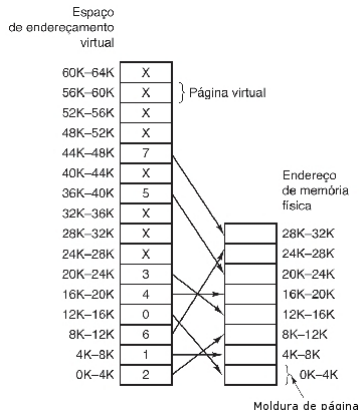 Espaço
de endereçamento
virtual
60K–64K X
56K–60K X Página virtual
52K–56K X
48K–52K X
44K–48K 7
40K–44K X
36K–40K 5
32K–36K X
28K–32K X
24K–28K X
20K–24K 3
16K–20K 4
12K–16K 0
8K–12K 6
4K–8K 1
0K–4K 2
Endereço
de memória
física
28K–32K
24K–28K
20K–24K
16K–20K
12K–16K
8K–12K
4K–8K
0K–4K
Moldura de página